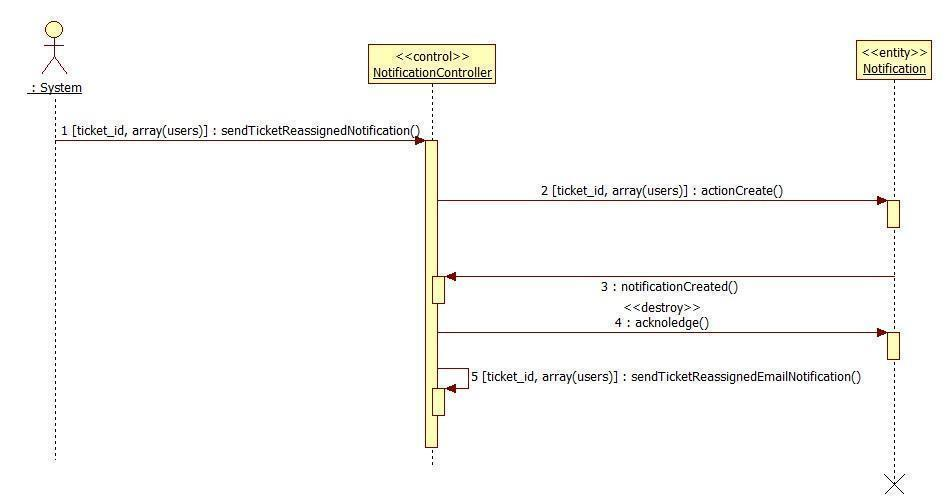 <<control>>
NotificationController
<<entity>>
Notification
: System
1 [ticket_id, array(users)] : sendTicketReassignedNotification()
2 [ticket_id, array(users)] : actionCreate()
3 : notificationCreated()
<<destroy>>
4 : acknoledge()
5 [ticket_id, array(users)] : sendTicketReassignedEmailNotification()